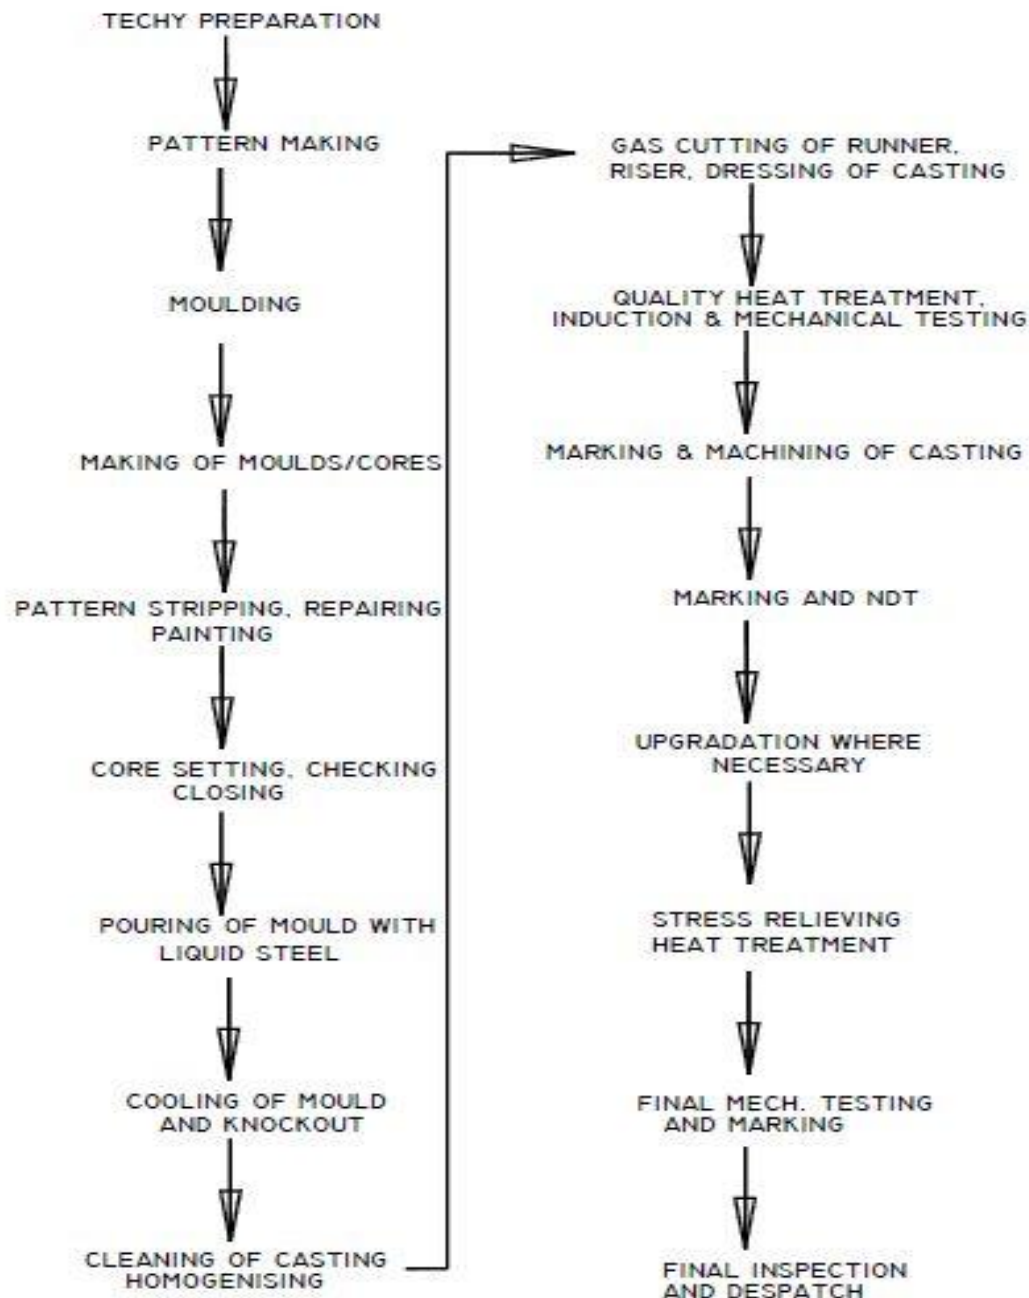 TECHY PREPARATION
PATTERN MAKING
MOULDING
MAKING OF MOULDS/CORES
PATTERN STRIPPING, REPAIRING
PAINTING
CORE SETTING, CHECKING
CLOSING
POURING OF MOULD WITH
LIQUID STEEL
COOLING OF MOULD
AND KNOCKOUT
CLEANING OF CASTING
HOMOGENISING
GAS CUTTING OF RUNNER,
RISER, DRESSING OF CASTING
QUALITY HEAT TREATMENT,
INDUCTION & MECHANICAL TESTING
MARKING & MACHINING OF CASTING
MARKING AND NDT
UPGRADATION WHERE
NECESSARY
STRESS RELIEVING
HEAT TREATMENT
FINAL MECH. TESTING
AND MARKING
FINAL INSPECTION
AND DESPATCH